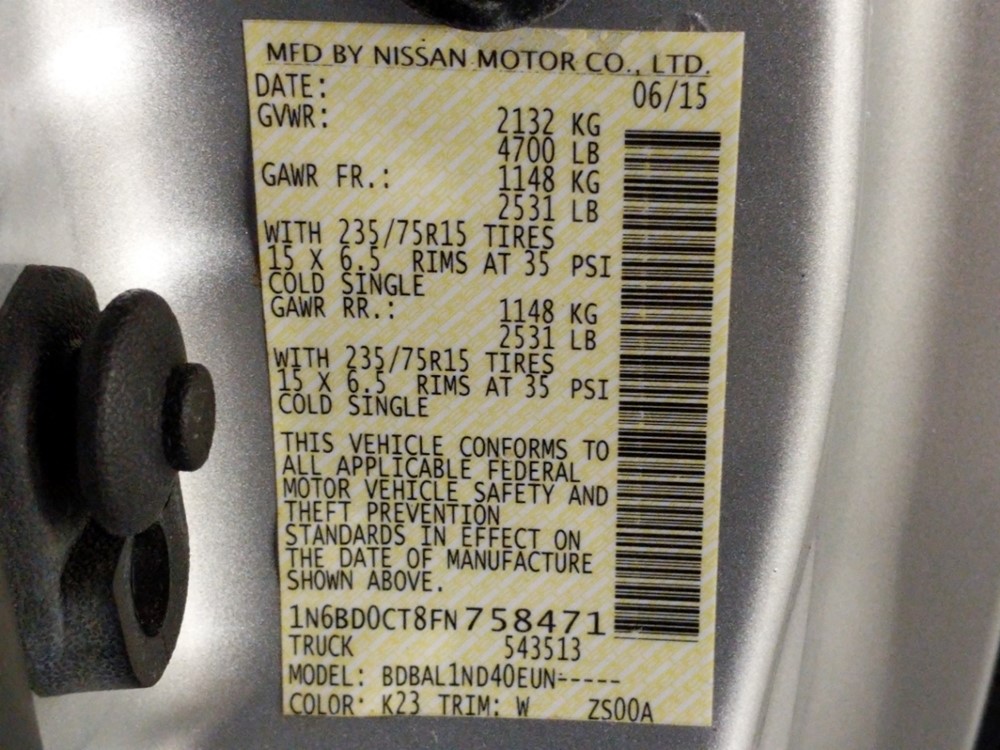 MFD BY NISSAN MOTOR CO., LTD.
DATE: 06/15
GVWR: 2132 KG
4700 LB
GAWR FR.: 1148 KG
2531 LB
WITH 235/75R15 TIRES
15 X 6.5 RIMS AT 35 PSI
COLD SINGLE
GAWR RR.: 1148 KG
2531 LB
WITH 235/75R15 TIRES
15 X 6.5 RIMS AT 35 PSI
COLD SINGLE
THIS VEHICLE CONFORMS TO
ALL APPLICABLE FEDERAL
MOTOR VEHICLE SAFETY AND
THEFT PREVENTION
STANDARDS IN EFFECT ON
THE DATE OF MANUFACTURE
SHOWN ABOVE.
1N6BD0CT8FN758471
TRUCK 543513
MODEL: BDBAL1ND40EUN-----
COLOR: K23 TRIM: W ZS00A